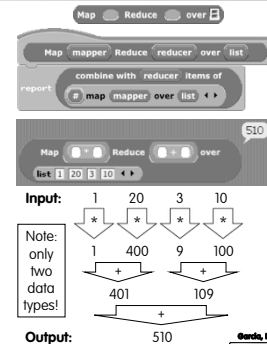 Map Reduce over
Map mapper Reduce reducer over list
combine with reducer items of
report
# map mapper over list
510
Map * Reduce + over
list 1 20 3 10
Input: 1 20 3 10
* * * *
Note:
only
two
data
types!
1 400 9 100
+ +
401 109
+
Output: 510
Garcia,